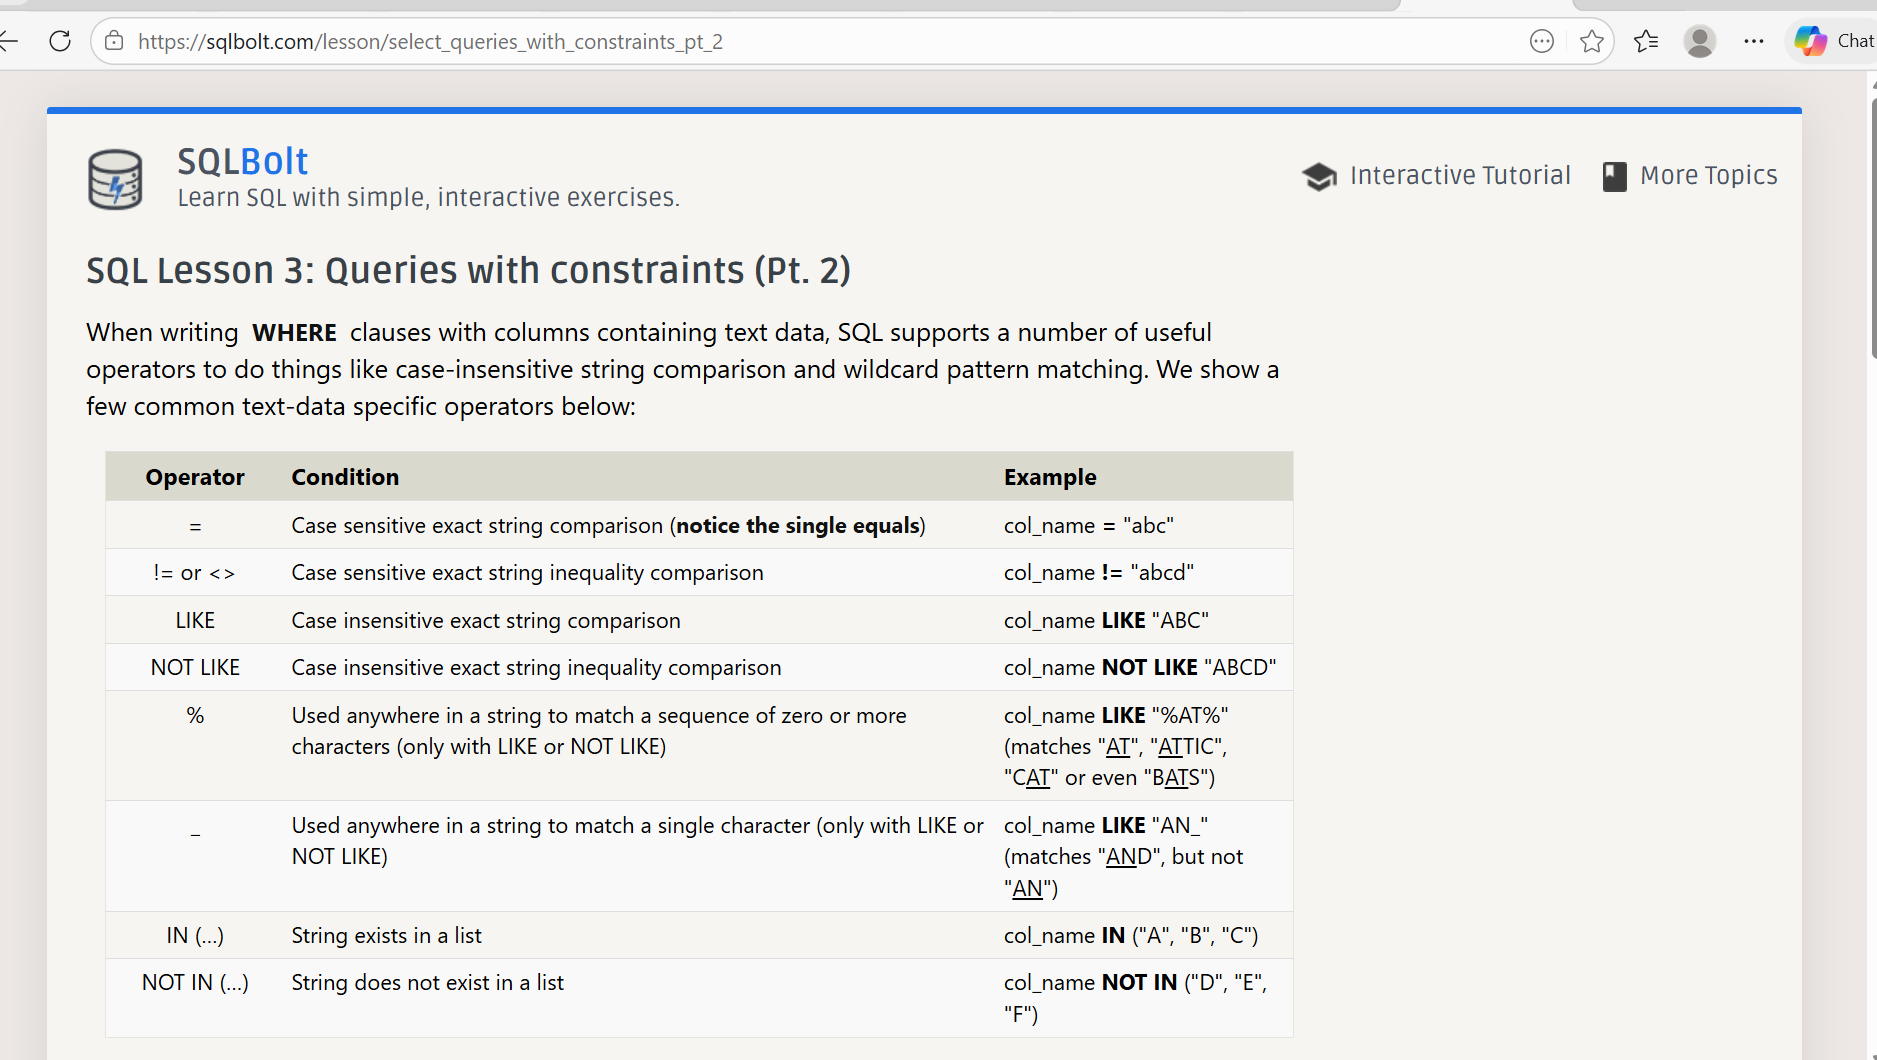 https://sqlbolt.com/lesson/select_queries_with_constraints_pt_2
Chat
SQLBolt
Learn SQL with simple, interactive exercises.
Interactive Tutorial
More Topics
SQL Lesson 3: Queries with constraints (Pt. 2)
When writing WHERE clauses with columns containing text data, SQL supports a number of useful
operators to do things like case-insensitive string comparison and wildcard pattern matching. We show a
few common text-data specific operators below:
Operator Condition Example
= Case sensitive exact string comparison (notice the single equals) col_name = "abc"
!= or <> Case sensitive exact string inequality comparison col_name != "abcd"
LIKE Case insensitive exact string comparison col_name LIKE "ABC"
NOT LIKE Case insensitive exact string inequality comparison col_name NOT LIKE "ABCD"
% Used anywhere in a string to match a sequence of zero or more
characters (only with LIKE or NOT LIKE)
col_name LIKE "%AT%"
(matches "AT", "ATTIC",
"CAT" or even "BATS")
_ Used anywhere in a string to match a single character (only with LIKE or
NOT LIKE)
col_name LIKE "AN_"
(matches "AND", but not
"AN")
IN (...) String exists in a list col_name IN ("A", "B", "C")
NOT IN (...) String does not exist in a list col_name NOT IN ("D", "E",
"F")